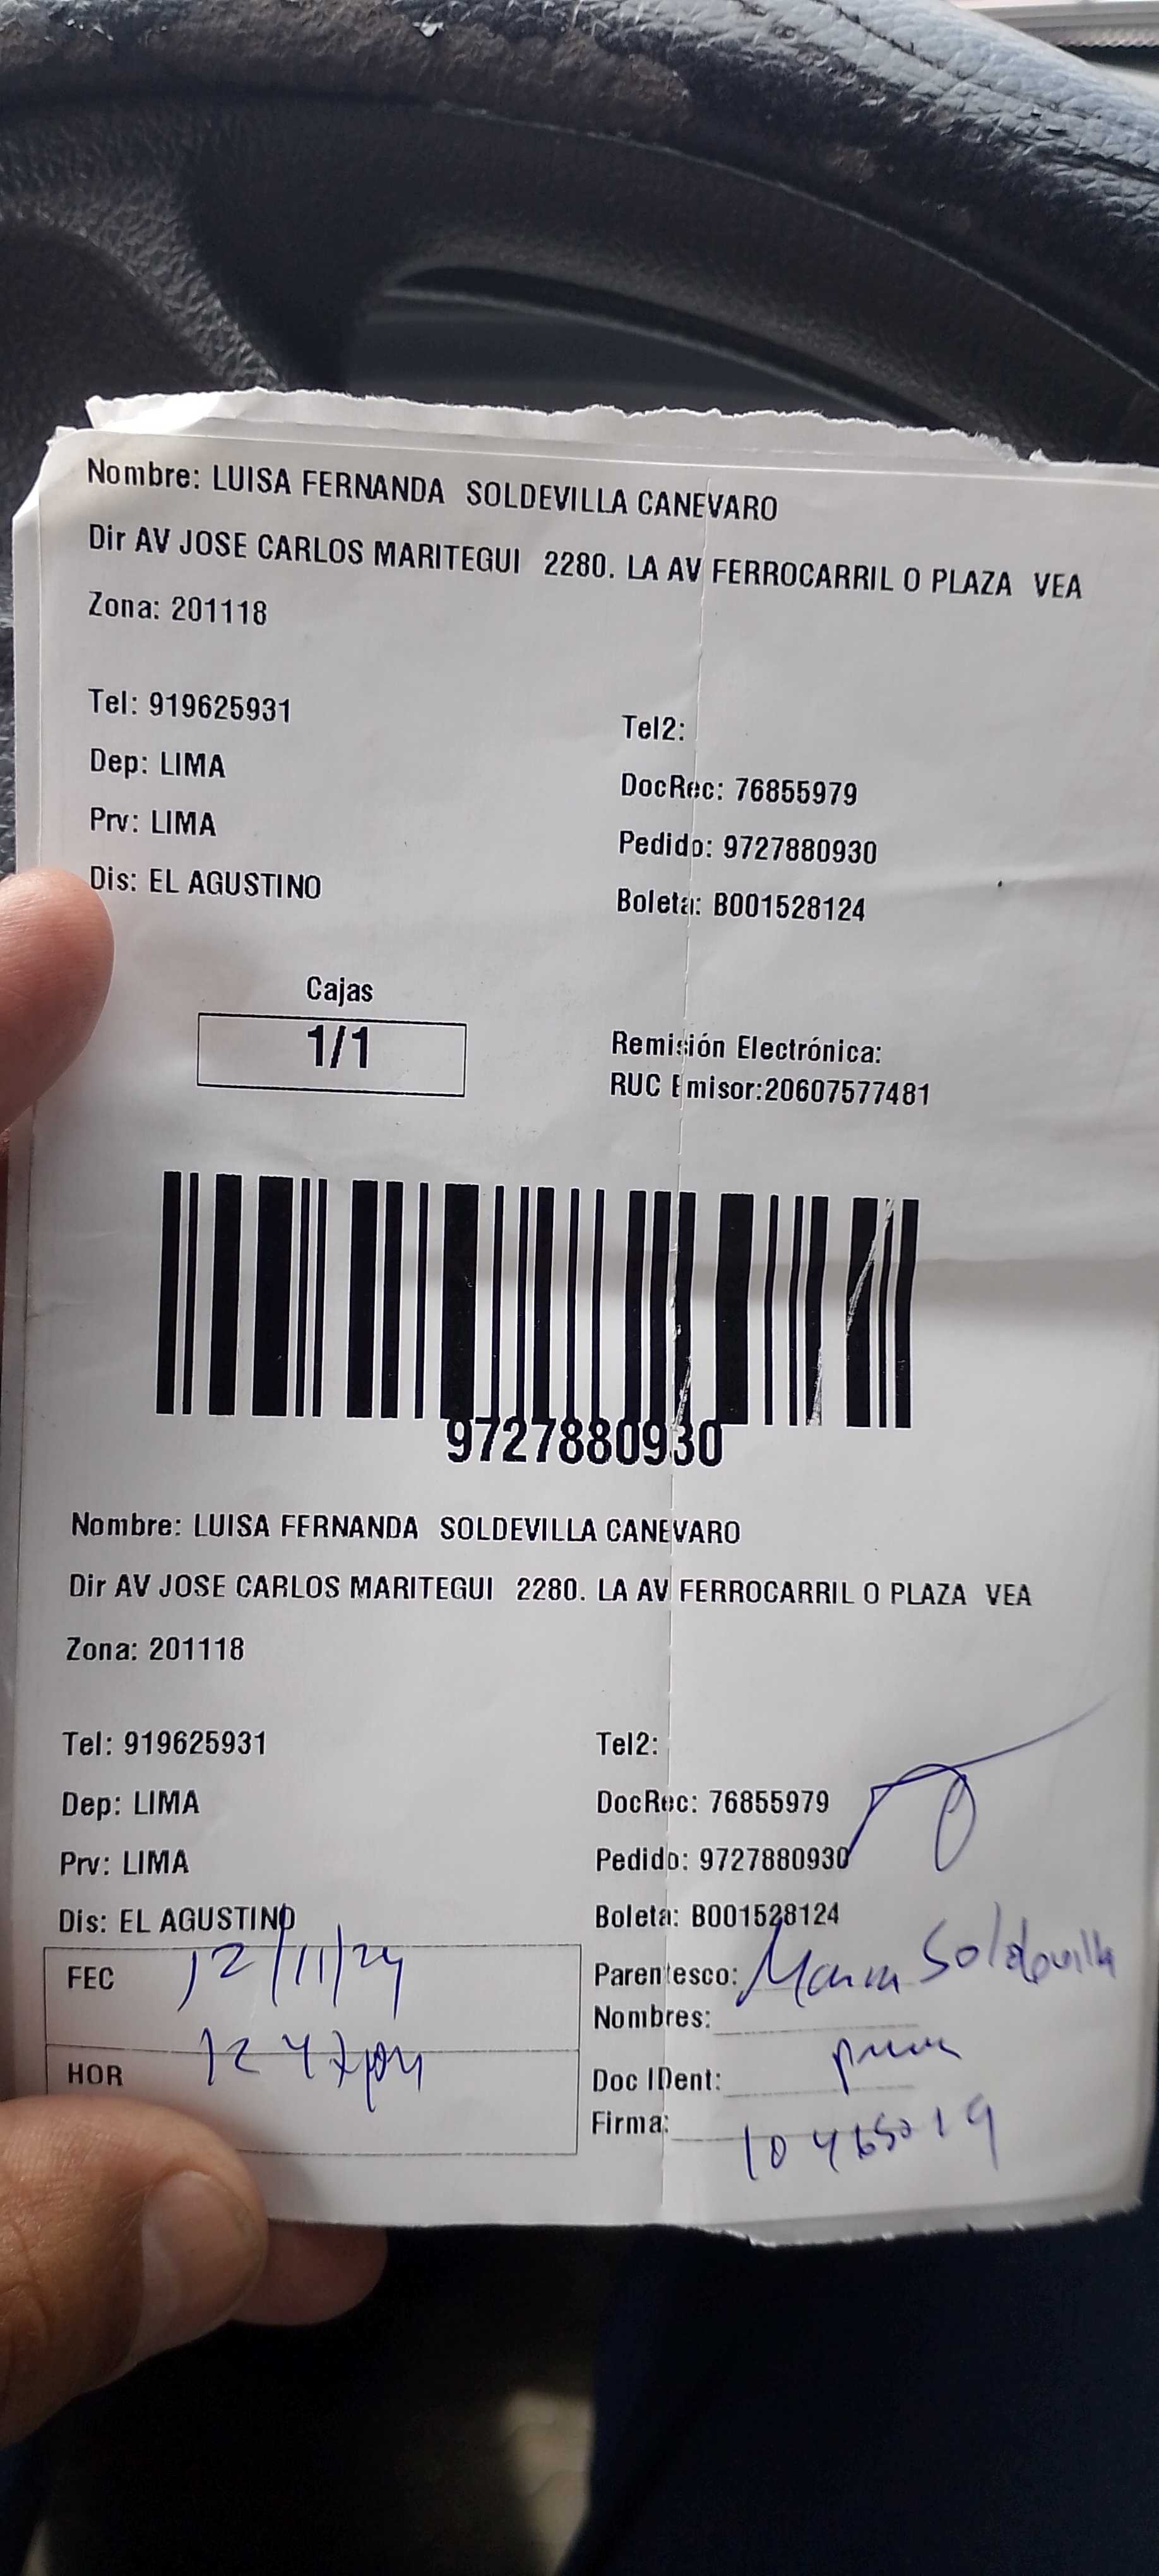 Nombre: LUISA FERNANDA SOLDEVILLA CANEVARO
Dir AV JOSE CARLOS MARITEGUI 2280. LA AV FERROCARRIL O PLAZA VEA
Zona: 201118
Tel: 919625931
Tel2:
Dep: LIMA
DocRec: 76855979
Prv: LIMA
Pedido: 9727880930
Dis: EL AGUSTINO
Boleta: B001528124
Cajas
1/1
Remisión Electrónica:
RUC Emisor:20607577481
9727880930
Nombre: LUISA FERNANDA SOLDEVILLA CANEVARO
Dir AV JOSE CARLOS MARITEGUI 2280. LA AV FERROCARRIL O PLAZA VEA
Zona: 201118
Tel: 919625931
Tel2:
Dep: LIMA
DocRec: 76855979
Prv: LIMA
Pedido: 9727880930
Dis: EL AGUSTINO
Boleta: B001528124
FEC 12/11/24
Parentesco: Soldevilla
Nombres:
HOR 12 47 pm
Doc IDent:
Firma: